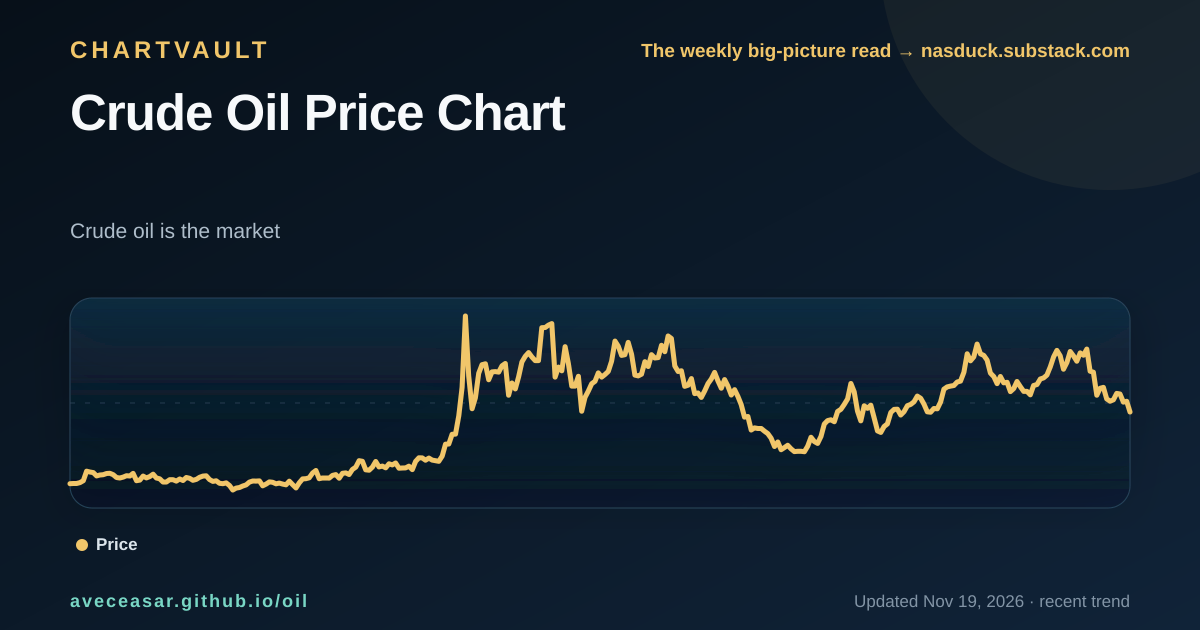 CHARTVAULT
The weekly big-picture read → nasduck.substack.com
Crude Oil Price Chart
Crude oil is the market
Price
aveceasar.github.io/oil
Updated Nov 19, 2026 · recent trend